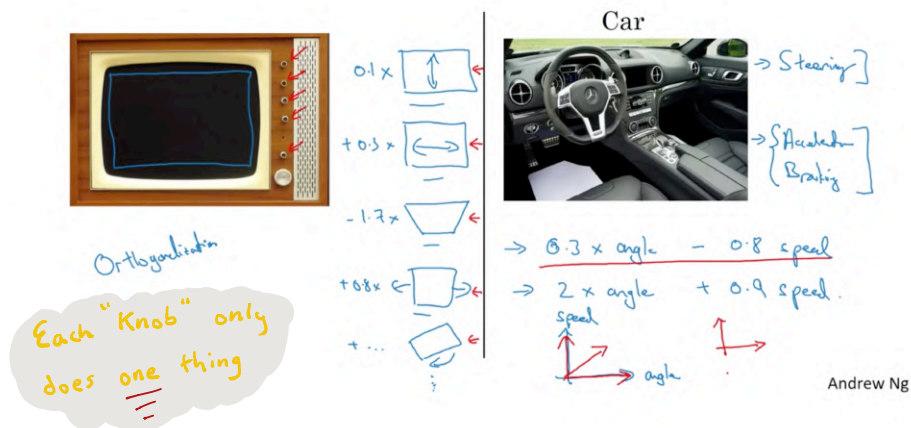 Car
0.1 x
+ 0.3 x
- 1.7 x
+ 0.8 x
+ ...
Orthogonalization
Each "Knob" only
does one thing
→ Steering ]
→ { Acceleration
Braking ]
→ 0.3 x angle - 0.8 speed
→ 2 x angle + 0.9 speed.
speed
angle
Andrew Ng